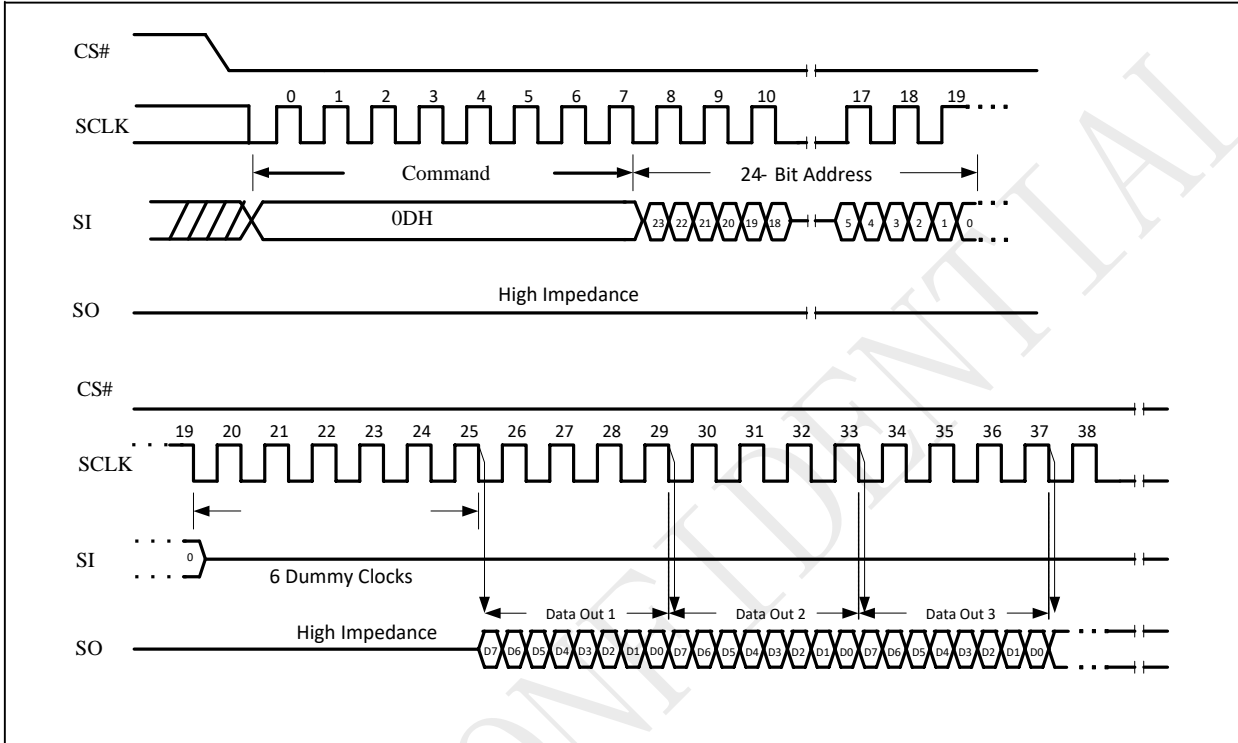 CS#
0 1 2 3 4 5 6 7 8 9 10 17 18 19
SCLK
Command 24- Bit Address
SI 0DH 23 22 21 20 19 18 5 4 3 2 1 0
High Impedance
SO
CS#
19 20 21 22 23 24 25 26 27 28 29 30 31 32 33 34 35 36 37 38
SCLK
SI 0
6 Dummy Clocks
Data Out 1 Data Out 2 Data Out 3
High Impedance
SO D7 D6 D5 D4 D3 D2 D1 D0 D7 D6 D5 D4 D3 D2 D1 D0 D7 D6 D5 D4 D3 D2 D1 D0
CONFIDENTIAL